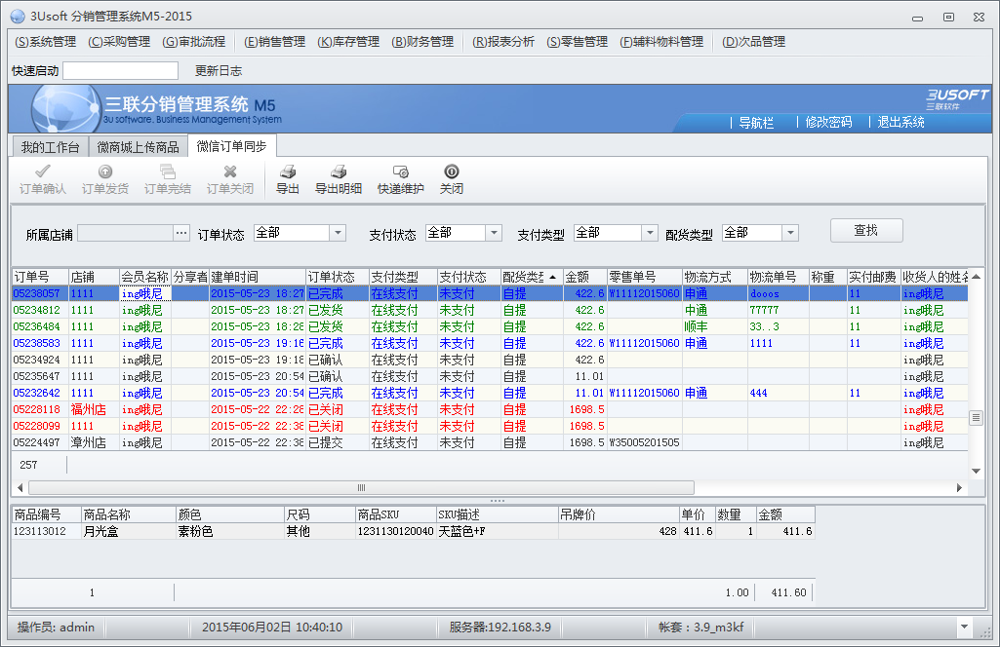 3Usoft 分销管理系统M5-2015
(S)系统管理 (C)采购管理 (G)审批流程 (E)销售管理 (K)库存管理 (B)财务管理 (R)报表分析 (S)零售管理 (F)辅料物料管理 (D)次品管理
快速启动 更新日志
三联分销管理系统 M5
3u software. Business Management System
3USOFT
三联软件
导航栏 修改密码 退出系统
我的工作台 微商城上传商品 微信订单同步
订单确认 订单发货 订单完结 订单关闭 导出 导出明细 快递维护 关闭
所属店铺 订单状态 全部 支付状态 全部 支付类型 全部 配货类型 全部 查找
订单号 店铺 会员名称 分享者 建单时间 订单状态 支付类型 支付状态 配货类型 金额 零售单号 物流方式 物流单号 称重 实付邮费 收货人的姓名
05238057 1111 ing哦尼 2015-05-23 18:27 已完成 在线支付 未支付 自提 422.6 W11112015060 申通 dooos 11 ing哦尼
05234812 1111 ing哦尼 2015-05-23 18:27 已发货 在线支付 未支付 自提 422.6 中通 77777 11 ing哦尼
05236484 1111 ing哦尼 2015-05-23 18:28 已发货 在线支付 未支付 自提 422.6 顺丰 33..3 11 ing哦尼
05238583 1111 ing哦尼 2015-05-23 19:16 已完成 在线支付 未支付 自提 422.6 W11112015060 申通 1111 11 ing哦尼
05234924 1111 ing哦尼 2015-05-23 19:18 已确认 在线支付 未支付 自提 422.6 ing哦尼
05235647 1111 ing哦尼 2015-05-23 20:54 已确认 在线支付 未支付 自提 11.01 ing哦尼
05232642 1111 ing哦尼 2015-05-23 20:54 已完成 在线支付 未支付 自提 11.01 W11112015060 申通 444 11 ing哦尼
05228118 福州店 ing哦尼 2015-05-22 22:28 已关闭 在线支付 未支付 自提 1698.5 ing哦尼
05228099 1111 ing哦尼 2015-05-22 22:38 已关闭 在线支付 未支付 自提 1698.5 ing哦尼
05224497 漳州店 ing哦尼 2015-05-22 22:38 已提交 在线支付 未支付 自提 1698.5 W35005201505 ing哦尼
257
商品编号 商品名称 颜色 尺码 商品SKU SKU描述 吊牌价 单价 数量 金额
123113012 月光盒 素粉色 其他 1231130120040 天蓝色+F 428 411.6 1 411.6
1 1.00 411.60
操作员: admin 2015年06月02日 10:40:10 服务器:192.168.3.9 帐套：3.9_m3kf